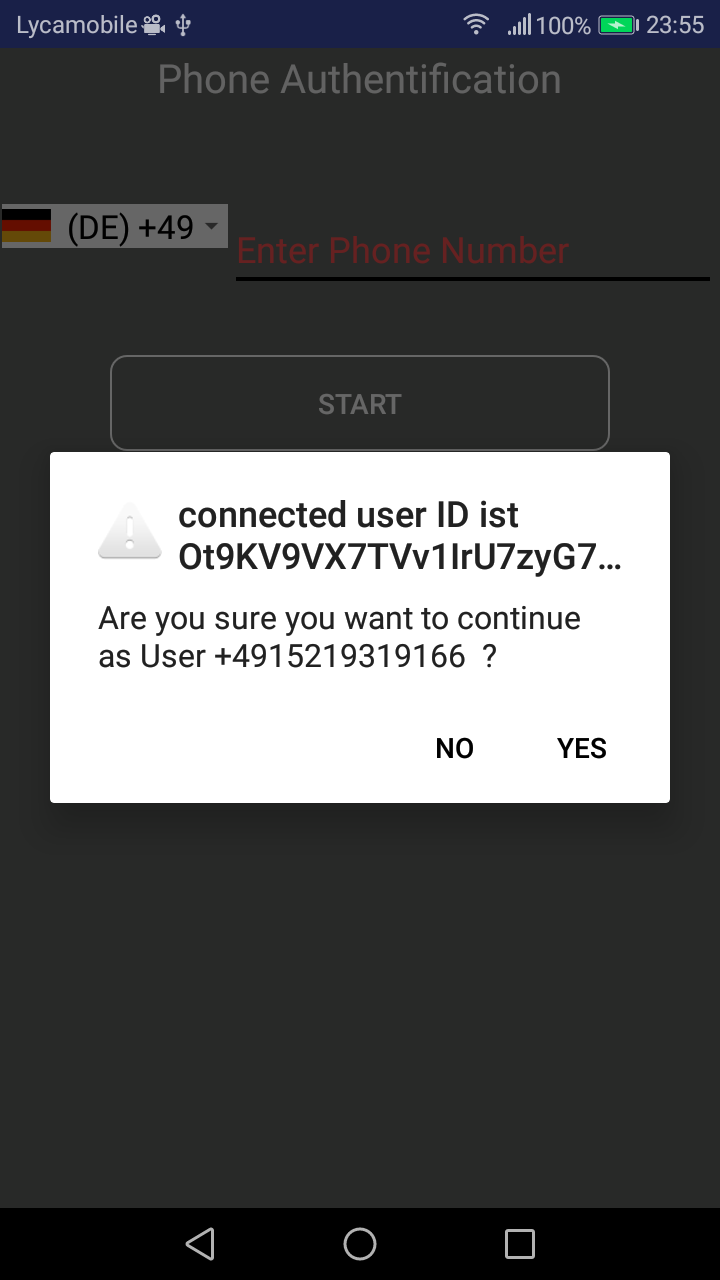 Lycamobile 100% 23:55
Phone Authentification
(DE) +49
Enter Phone Number
START
connected user ID ist
Ot9KV9VX7TVv1IrU7zyG7...
Are you sure you want to continue
as User +4915219319166 ?
NO YES